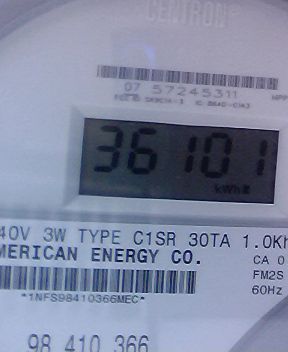 CENTRON®
07 57245311
36101
kWh
40V 3W TYPE C1SR 30TA 1.0Kh
MERICAN ENERGY CO.
CA 0
FM2S
60Hz
*1NFS98410366MEC*
98 410 366